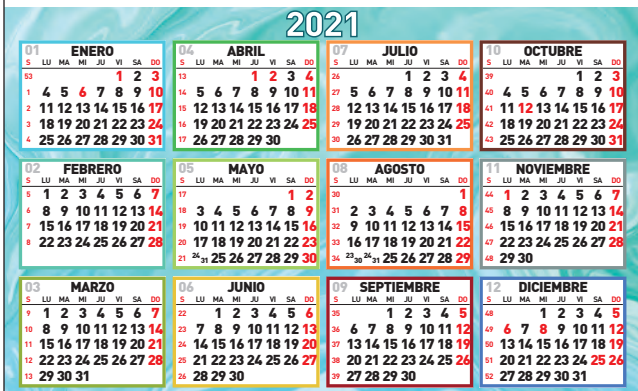 2021
01 ENERO
S LU MA MI JU VI SA DO
53 1 2 3
1 4 5 6 7 8 9 10
2 11 12 13 14 15 16 17
3 18 19 20 21 22 23 24
4 25 26 27 28 29 30 31
04 ABRIL
S LU MA MI JU VI SA DO
13 1 2 3 4
14 5 6 7 8 9 10 11
15 12 13 14 15 16 17 18
16 19 20 21 22 23 24 25
17 26 27 28 29 30
07 JULIO
S LU MA MI JU VI SA DO
26 1 2 3 4
27 5 6 7 8 9 10 11
28 12 13 14 15 16 17 18
29 19 20 21 22 23 24 25
30 26 27 28 29 30 31
10 OCTUBRE
S LU MA MI JU VI SA DO
39 1 2 3
40 4 5 6 7 8 9 10
41 11 12 13 14 15 16 17
42 18 19 20 21 22 23 24
43 25 26 27 28 29 30 31
02 FEBRERO
S LU MA MI JU VI SA DO
5 1 2 3 4 5 6 7
6 8 9 10 11 12 13 14
7 15 16 17 18 19 20 21
8 22 23 24 25 26 27 28
05 MAYO
S LU MA MI JU VI SA DO
17 1 2
18 3 4 5 6 7 8 9
19 10 11 12 13 14 15 16
20 17 18 19 20 21 22 23
21 24 31 25 26 27 28 29 30
08 AGOSTO
S LU MA MI JU VI SA DO
30 1
31 2 3 4 5 6 7 8
32 9 10 11 12 13 14 15
33 16 17 18 19 20 21 22
34 23 30 24 31 25 26 27 28 29
11 NOVIEMBRE
S LU MA MI JU VI SA DO
44 1 2 3 4 5 6 7
45 8 9 10 11 12 13 14
46 15 16 17 18 19 20 21
47 22 23 24 25 26 27 28
48 29 30
03 MARZO
S LU MA MI JU VI SA DO
9 1 2 3 4 5 6 7
10 8 9 10 11 12 13 14
11 15 16 17 18 19 20 21
12 22 23 24 25 26 27 28
13 29 30 31
06 JUNIO
S LU MA MI JU VI SA DO
22 1 2 3 4 5 6
23 7 8 9 10 11 12 13
24 14 15 16 17 18 19 20
25 21 22 23 24 25 26 27
26 28 29 30
09 SEPTIEMBRE
S LU MA MI JU VI SA DO
35 1 2 3 4 5
36 6 7 8 9 10 11 12
37 13 14 15 16 17 18 19
38 20 21 22 23 24 25 26
39 27 28 29 30
12 DICIEMBRE
S LU MA MI JU VI SA DO
48 1 2 3 4 5
49 6 7 8 9 10 11 12
50 13 14 15 16 17 18 19
51 20 21 22 23 24 25 26
52 27 28 29 30 31